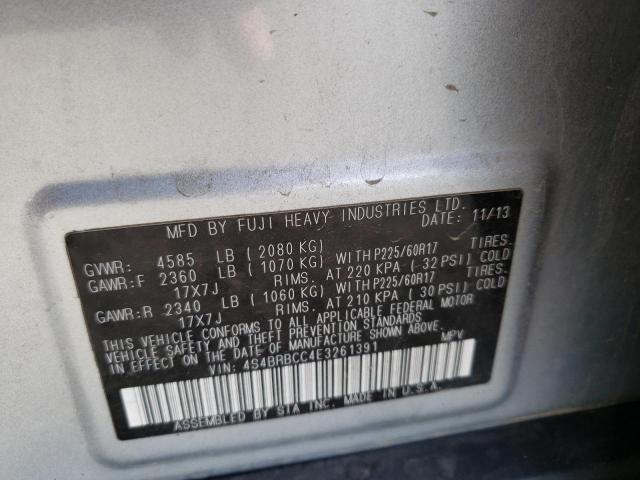 MFD BY FUJI HEAVY INDUSTRIES LTD.
DATE: 11/13
GVWR: 4585 LB (2080 KG)
GAWR:F 2360 LB (1070 KG) WITH P225/60R17 TIRES.
17X7J RIMS. AT 220 KPA (-32 PSI) COLD
GAWR:R 2340 LB (1060 KG) WITH P225/60R17 TIRES.
17X7J RIMS. AT 210 KPA ( 30 PSI) COLD
THIS VEHICLE CONFORMS TO ALL APPLICABLE FEDERAL MOTOR
VEHICLE SAFETY AND THEFT PREVENTION STANDARDS
IN EFFECT ON THE DATE OF MANUFACTURE SHOWN ABOVE.
VIN: 4S4BRBCC4E3261391 MPV
ASSEMBLED BY SIA INC. MADE IN U.S.A.